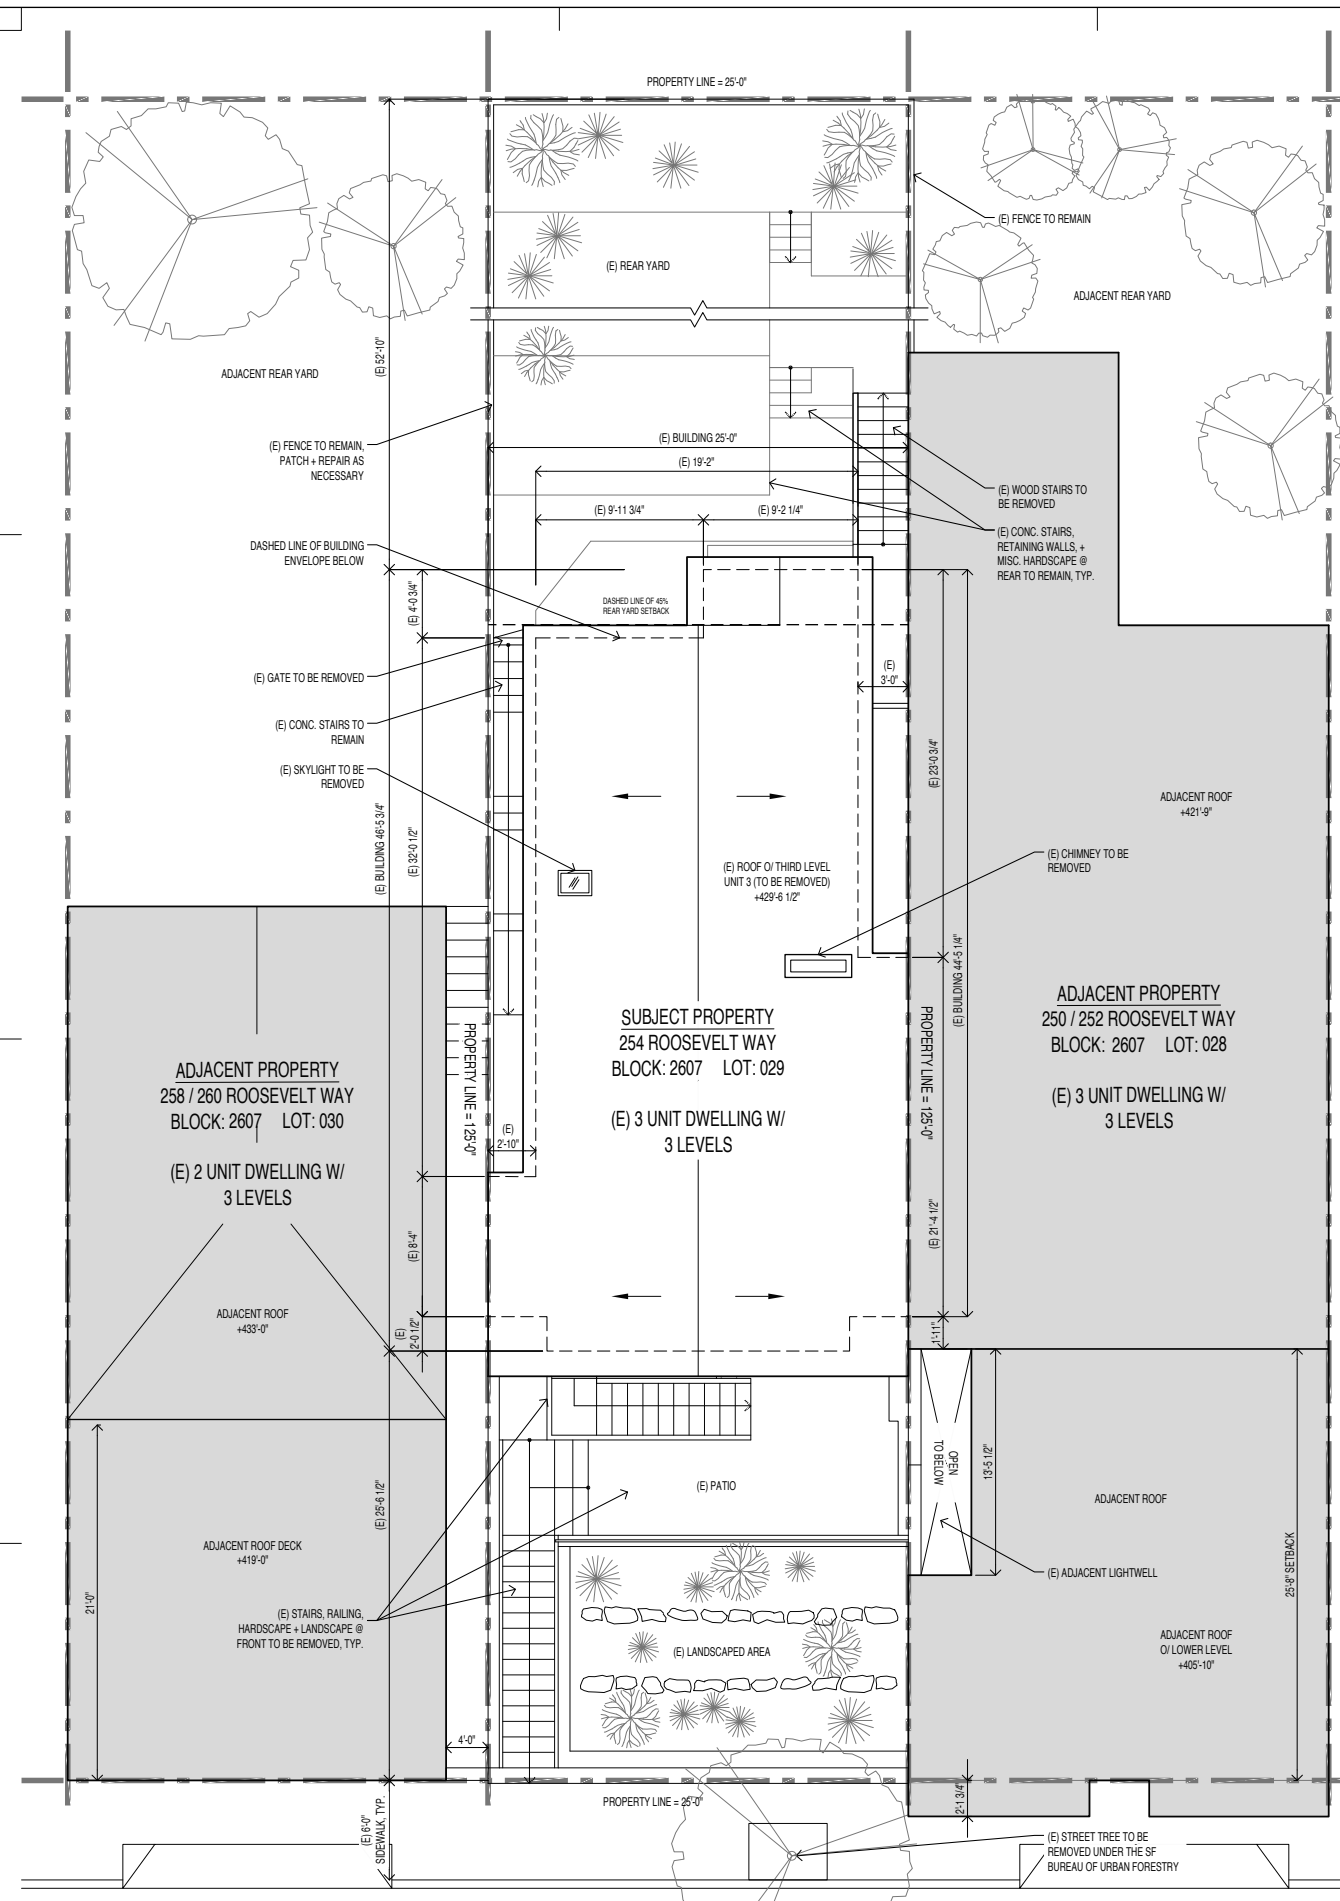 PROPERTY LINE = 25'-0"
(E) FENCE TO REMAIN
(E) REAR YARD
ADJACENT REAR YARD
(E) 52'-10"
ADJACENT REAR YARD
(E) FENCE TO REMAIN,
PATCH + REPAIR AS
NECESSARY
(E) BUILDING 25'-0"
(E) 19'-2"
(E) 9'-11 3/4"
(E) 9'-2 1/4"
(E) WOOD STAIRS TO
BE REMOVED
(E) CONC. STAIRS,
RETAINING WALLS, +
MISC. HARDSCAPE @
REAR TO REMAIN, TYP.
DASHED LINE OF BUILDING
ENVELOPE BELOW
(E) 4'-0 3/4"
DASHED LINE OF 45%
REAR YARD SETBACK
(E) GATE TO BE REMOVED
(E)
3'-0"
(E) CONC. STAIRS TO
REMAIN
(E) SKYLIGHT TO BE
REMOVED
(E) 23'-0 3/4"
ADJACENT ROOF
+421'-9"
(E) BUILDING 46'-5 3/4"
(E) 32'-0 1/2"
(E) ROOF O/ THIRD LEVEL
UNIT 3 (TO BE REMOVED)
+429'-6 1/2"
(E) CHIMNEY TO BE
REMOVED
(E) BUILDING 44'-5 1/4"
SUBJECT PROPERTY
254 ROOSEVELT WAY
BLOCK: 2607 LOT: 029
(E) 3 UNIT DWELLING W/
3 LEVELS
ADJACENT PROPERTY
250 / 252 ROOSEVELT WAY
BLOCK: 2607 LOT: 028
(E) 3 UNIT DWELLING W/
3 LEVELS
ADJACENT PROPERTY
258 / 260 ROOSEVELT WAY
BLOCK: 2607 LOT: 030
(E) 2 UNIT DWELLING W/
3 LEVELS
PROPERTY LINE = 125'-0"
PROPERTY LINE = 125'-0"
(E)
2'-10"
(E) 8'-4"
(E) 21'-4 1/2"
ADJACENT ROOF
+433'-0"
(E)
2'-0 1/2"
1'-11"
OPEN
TO BELOW
13'-5 1/2"
(E) PATIO
ADJACENT ROOF
(E) 25'-6 1/2"
ADJACENT ROOF DECK
+419'-0"
21'-0"
25'-8" SETBACK
(E) ADJACENT LIGHTWELL
(E) STAIRS, RAILING,
HARDSCAPE + LANDSCAPE @
FRONT TO BE REMOVED, TYP.
(E) LANDSCAPED AREA
ADJACENT ROOF
O/ LOWER LEVEL
+405'-10"
4'-0"
PROPERTY LINE = 25'-0"
2'-1 3/4"
(E) 6'-0"
SIDEWALK, TYP.
(E) STREET TREE TO BE
REMOVED UNDER THE SF
BUREAU OF URBAN FORESTRY